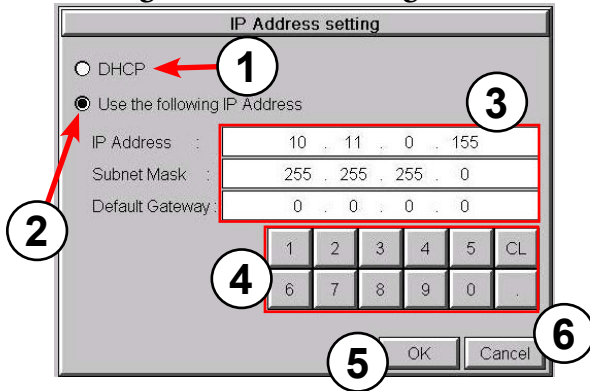 IP Address setting
DHCP
1
Use the following IP Address
3
IP Address : 10 . 11 . 0 . 155
Subnet Mask : 255 . 255 . 255 . 0
Default Gateway : 0 . 0 . 0 . 0
2
1 2 3 4 5 CL
4
6 7 8 9 0 .
5
OK Cancel
6